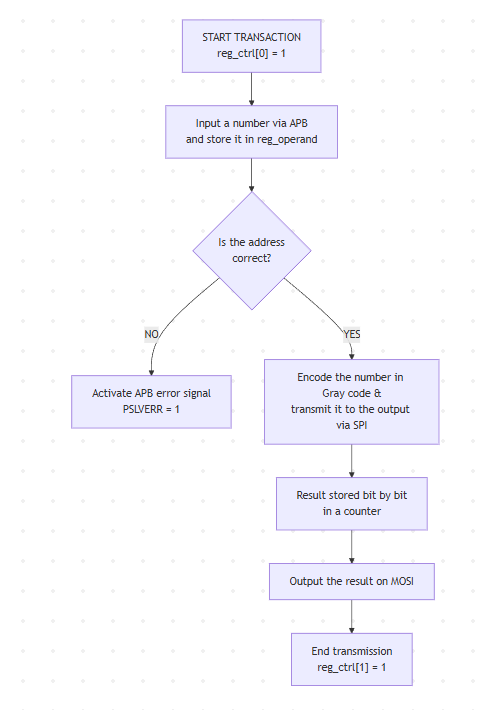 START TRANSACTION
reg_ctrl[0] = 1
Input a number via APB
and store it in reg_operand
Is the address
correct?
NO
YES
Activate APB error signal
PSLVERR = 1
Encode the number in
Gray code &
transmit it to the output
via SPI
Result stored bit by bit
in a counter
Output the result on MOSI
End transmission
reg_ctrl[1] = 1